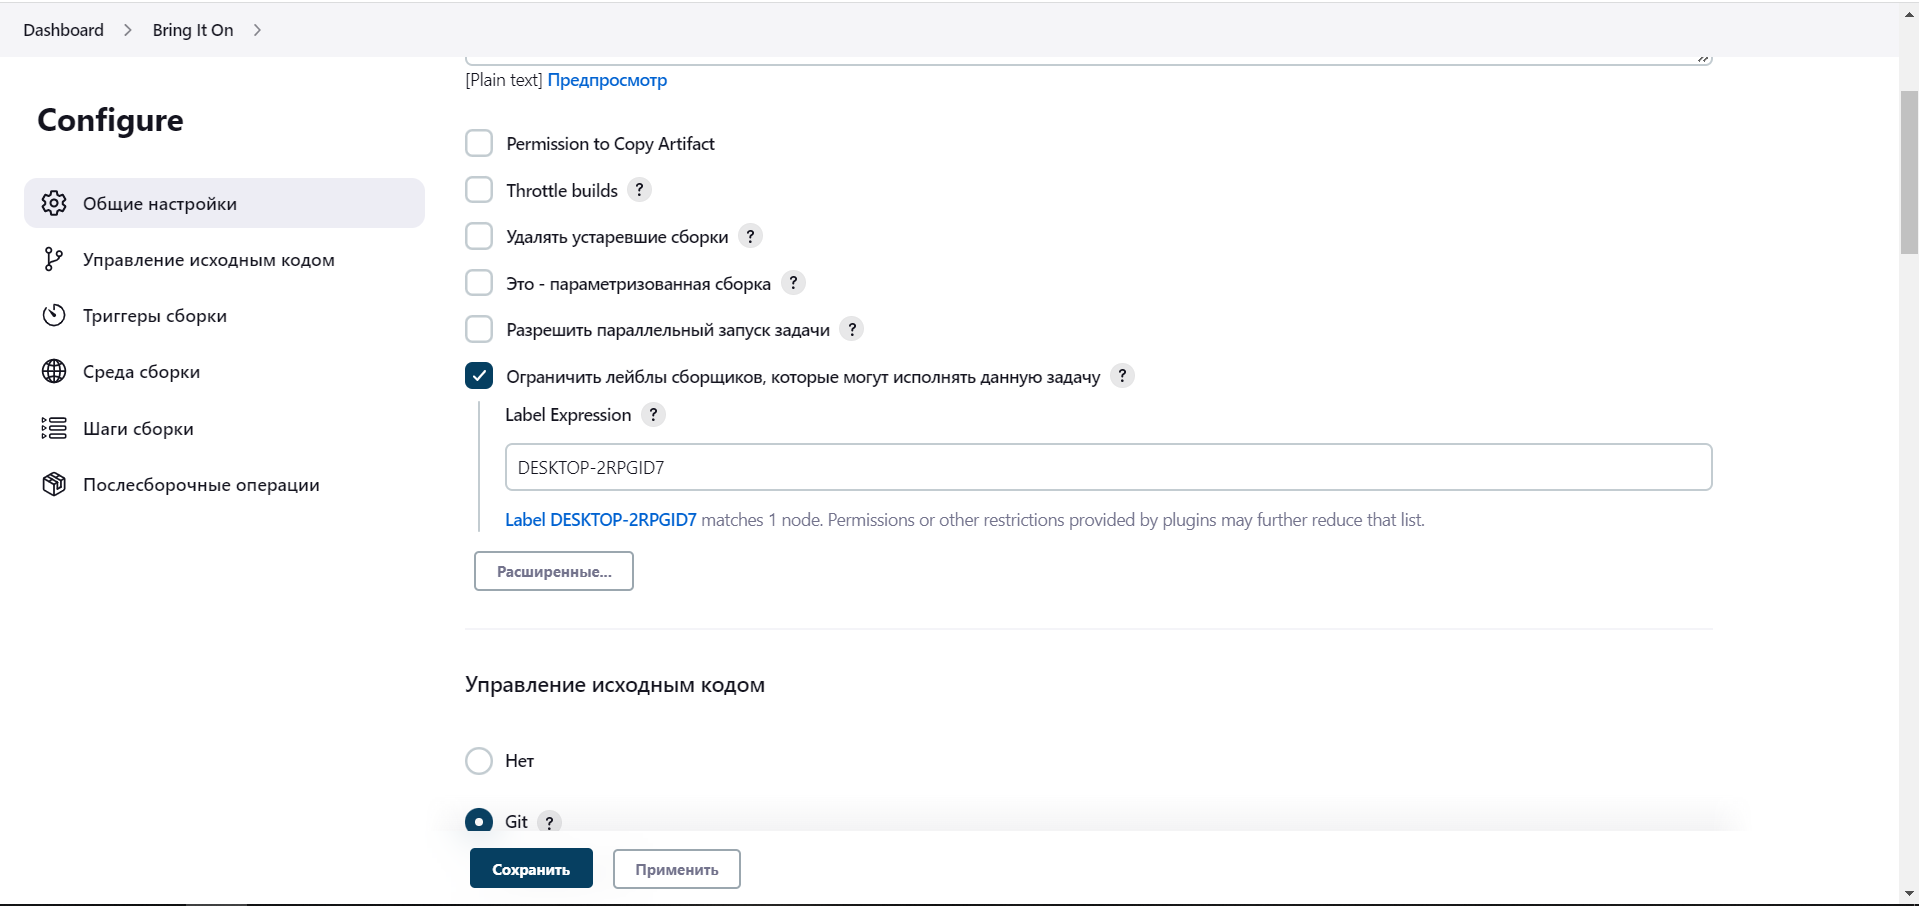 Dashboard
Bring It On
Configure
Общие настройки
Управление исходным кодом
Триггеры сборки
Среда сборки
Шаги сборки
Послесборочные операции
[Plain text] Предпросмотр
Permission to Copy Artifact
Throttle builds ?
Удалять устаревшие сборки ?
Это - параметризованная сборка ?
Разрешить параллельный запуск задачи ?
Ограничить лейблы сборщиков, которые могут исполнять данную задачу ?
Label Expression ?
DESKTOP-2RPGID7
Label DESKTOP-2RPGID7 matches 1 node. Permissions or other restrictions provided by plugins may further reduce that list.
Расширенные...
Управление исходным кодом
Нет
Git ?
Сохранить
Применить